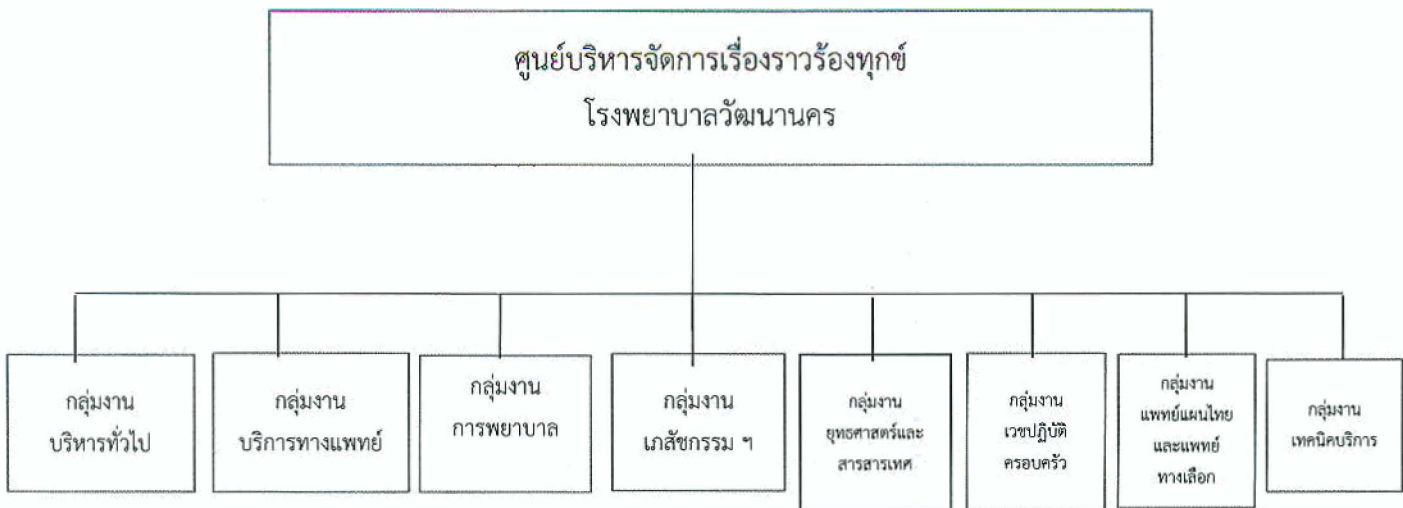 ศูนย์บริหารจัดการเรื่องราวร้องทุกข์
โรงพยาบาลวัฒนานคร
กลุ่มงาน
บริหารทั่วไป
กลุ่มงาน
บริการทางแพทย์
กลุ่มงาน
การพยาบาล
กลุ่มงาน
เภสัชกรรม ฯ
กลุ่มงาน
ยุทธศาสตร์และ
สารสารเทศ
กลุ่มงาน
เวชปฏิบัติ
ครอบครัว
กลุ่มงาน
แพทย์แผนไทย
และแพทย์
ทางเลือก
กลุ่มงาน
เทคนิคบริการ